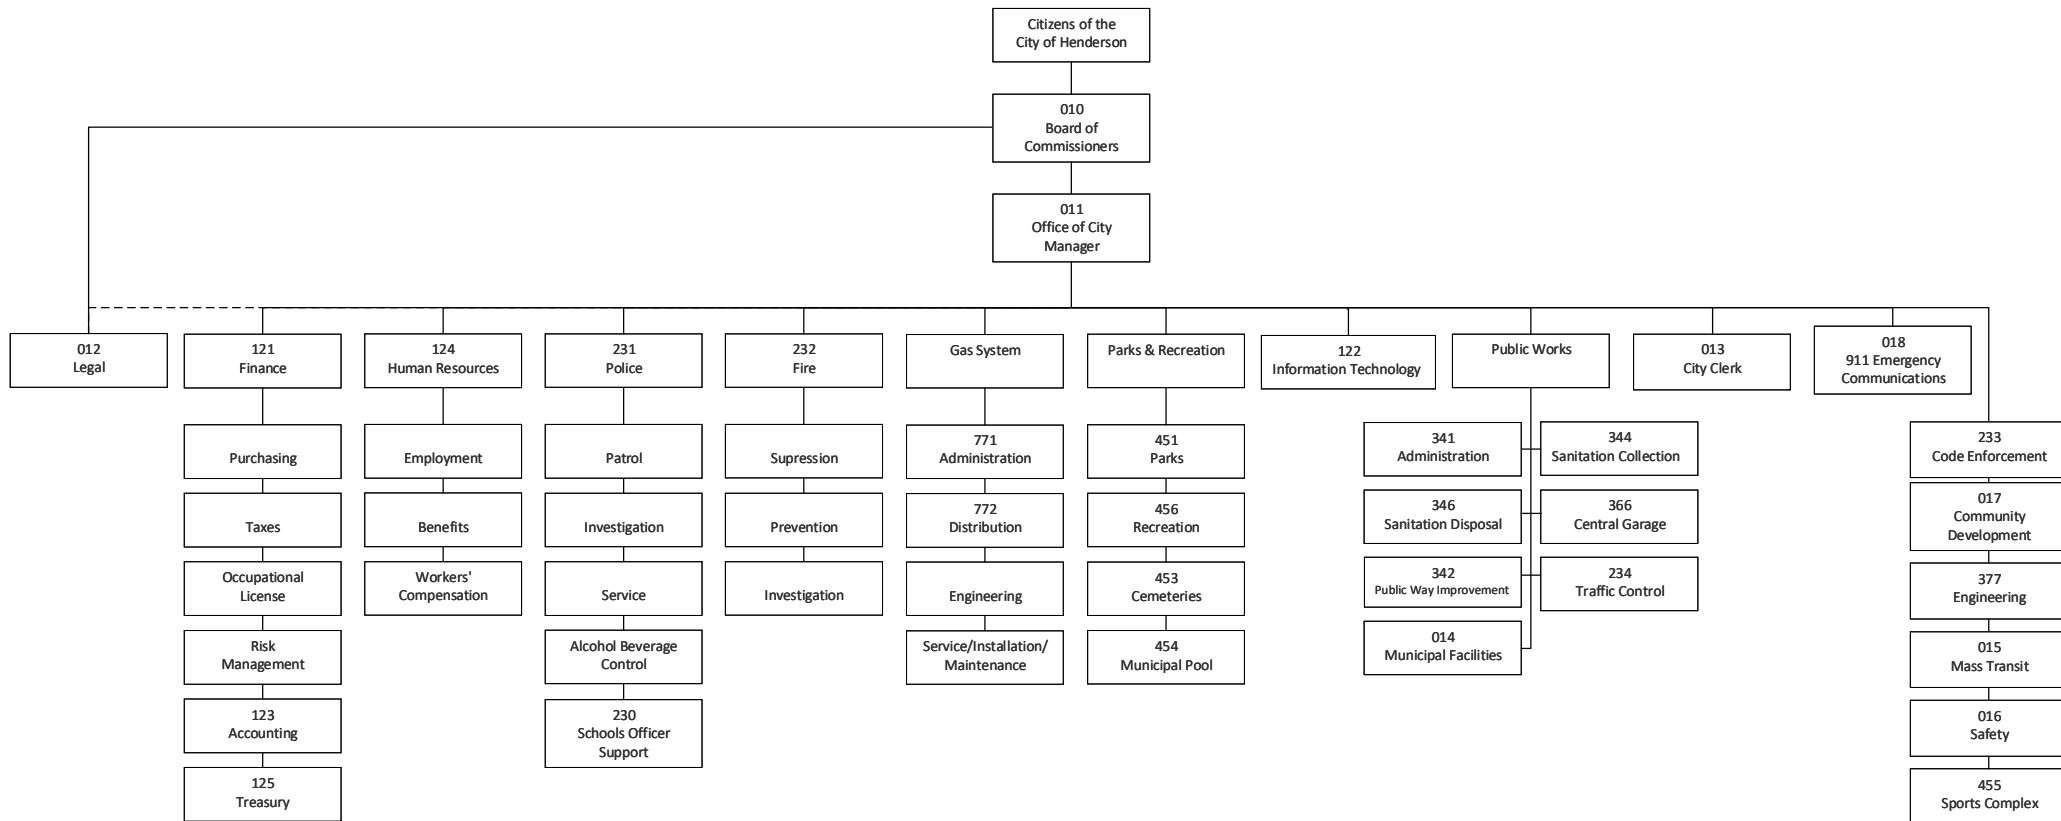 Citizens of the
City of Henderson
010
Board of
Commissioners
011
Office of City
Manager
012
Legal
121
Finance
124
Human Resources
231
Police
232
Fire
Gas System
Parks & Recreation
122
Information Technology
Public Works
013
City Clerk
018
911 Emergency
Communications
Purchasing
Taxes
Occupational
License
Risk
Management
123
Accounting
125
Treasury
Employment
Benefits
Workers'
Compensation
Patrol
Investigation
Service
Alcohol Beverage
Control
230
Schools Officer
Support
Supression
Prevention
Investigation
771
Administration
772
Distribution
Engineering
Service/Installation/
Maintenance
451
Parks
456
Recreation
453
Cemeteries
454
Municipal Pool
341
Administration
344
Sanitation Collection
346
Sanitation Disposal
366
Central Garage
342
Public Way Improvement
234
Traffic Control
014
Municipal Facilities
233
Code Enforcement
017
Community
Development
377
Engineering
015
Mass Transit
016
Safety
455
Sports Complex